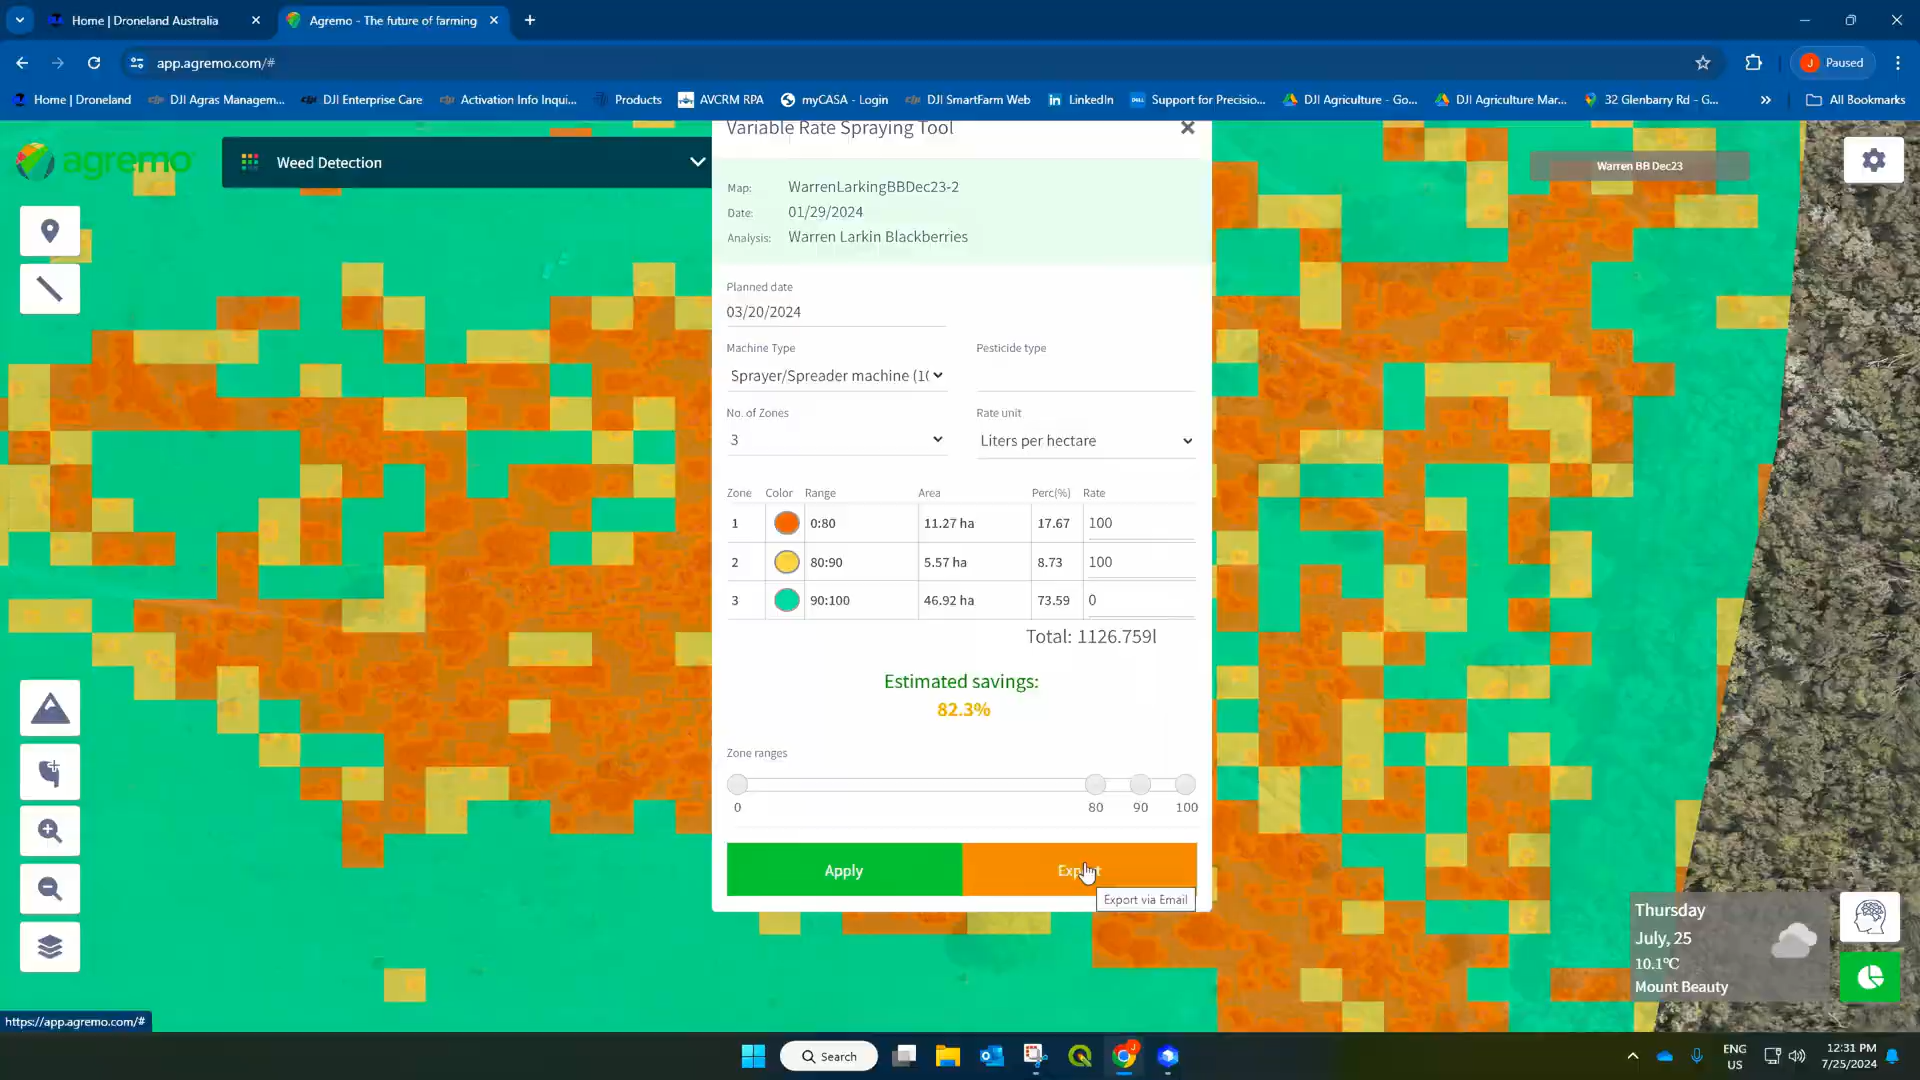 Home | Droneland Australia
Agremo - The future of farming
app.agremo.com/#
Paused
Home | Droneland
DJI Agras Managem...
DJI Enterprise Care
Activation Info Inqui...
Products
AVCRM RPA
myCASA - Login
DJI SmartFarm Web
LinkedIn
Support for Precisio...
DJI Agriculture - Go...
DJI Agriculture Mar...
32 Glenbarry Rd - G...
All Bookmarks
agremo
Weed Detection
Variable Rate Spraying Tool
Warren BB Dec23
Map: WarrenLarkingBBDec23-2
Date: 01/29/2024
Analysis: Warren Larkin Blackberries
Planned date
03/20/2024
Machine Type Pesticide type
Sprayer/Spreader machine (10
No. of Zones Rate unit
3 Liters per hectare
Zone Color Range Area Perc(%) Rate
1 0:80 11.27 ha 17.67 100
2 80:90 5.57 ha 8.73 100
3 90:100 46.92 ha 73.59 0
Total: 1126.759l
Estimated savings:
82.3%
Zone ranges
0 80 90 100
Apply Export
Export via Email
Thursday
July, 25
10.1°C
Mount Beauty
https://app.agremo.com/#
Search
ENG
US
12:31 PM
7/25/2024